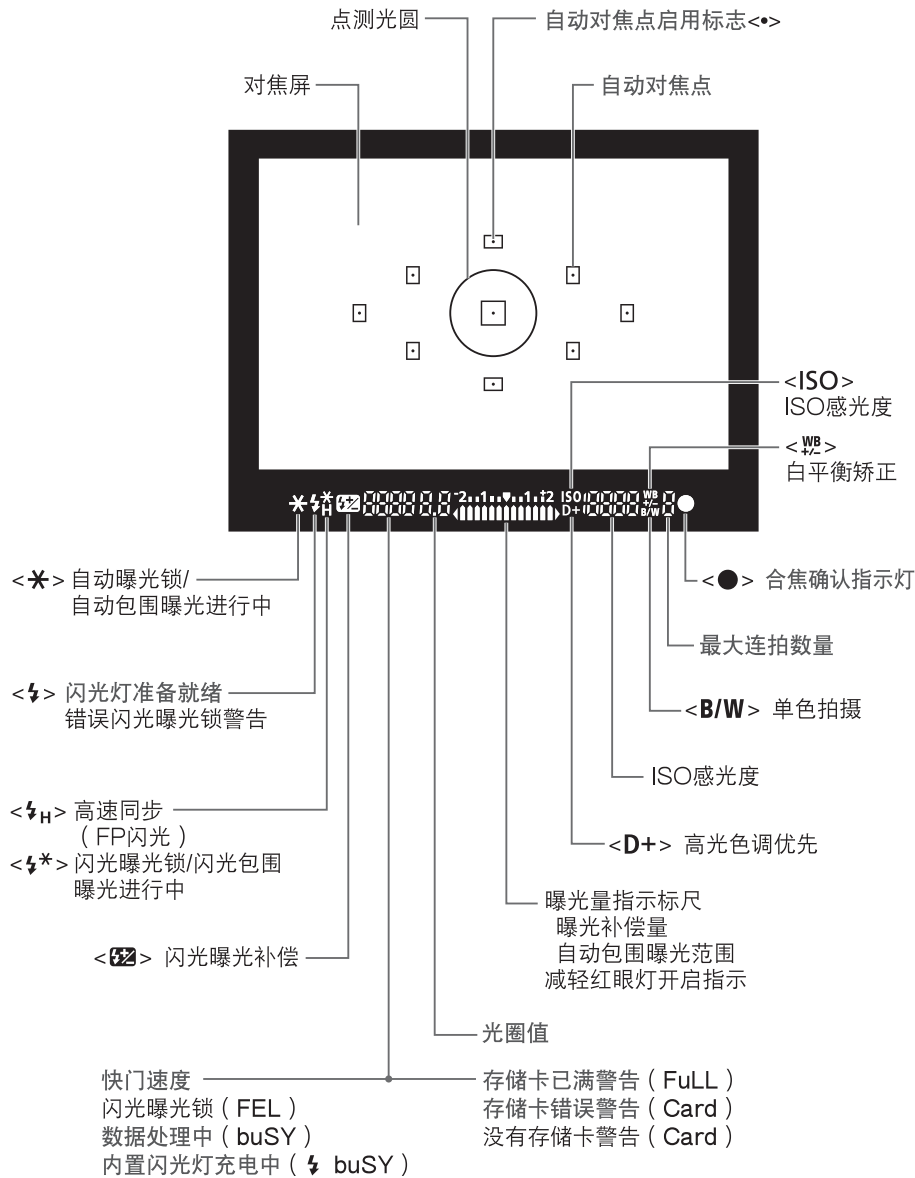 点测光圆
自动对焦点启用标志<•>
对焦屏
自动对焦点
<ISO>
ISO感光度
<WB+/->
白平衡矫正
-2..1..▼..1.+2 ISO WB +/-
H D+ B/W
<✱> 自动曝光锁/
自动包围曝光进行中
<●> 合焦确认指示灯
最大连拍数量
<⚡> 闪光灯准备就绪
错误闪光曝光锁警告
<B/W> 单色拍摄
ISO感光度
<⚡H> 高速同步
( FP闪光 )
<⚡✱> 闪光曝光锁/闪光包围
曝光进行中
<D+> 高光色调优先
曝光量指示标尺
曝光补偿量
自动包围曝光范围
减轻红眼灯开启指示
<⚡±> 闪光曝光补偿
光圈值
快门速度
闪光曝光锁 ( FEL )
数据处理中 ( buSY )
内置闪光灯充电中 ( ⚡ buSY )
存储卡已满警告 ( FuLL )
存储卡错误警告 ( Card )
没有存储卡警告 ( Card )